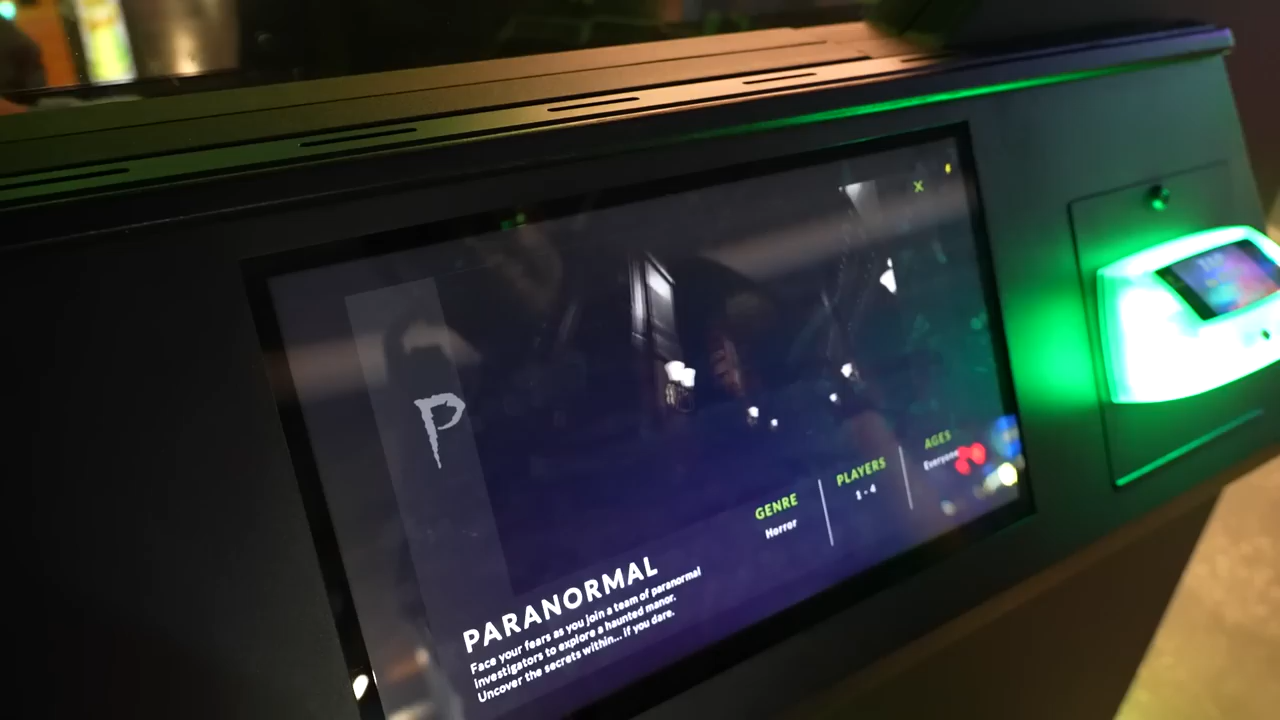 P
GENRE
Horror
PLAYERS
1 - 4
AGES
Everyone
PARANORMAL
Face your fears as you join a team of paranormal
investigators to explore a haunted manor.
Uncover the secrets within... if you dare.